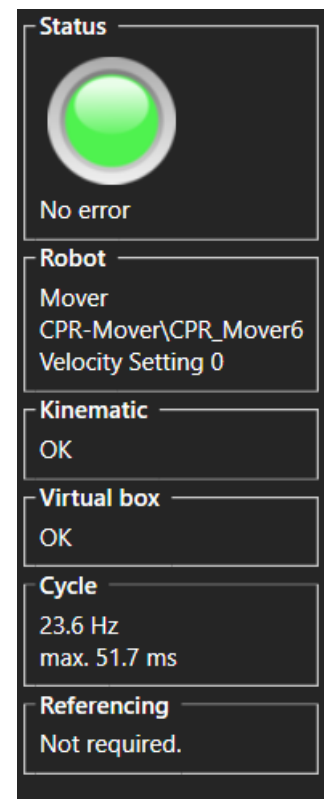 Status
No error
Robot
Mover
CPR-Mover\CPR_Mover6
Velocity Setting 0
Kinematic
OK
Virtual box
OK
Cycle
23.6 Hz
max. 51.7 ms
Referencing
Not required.